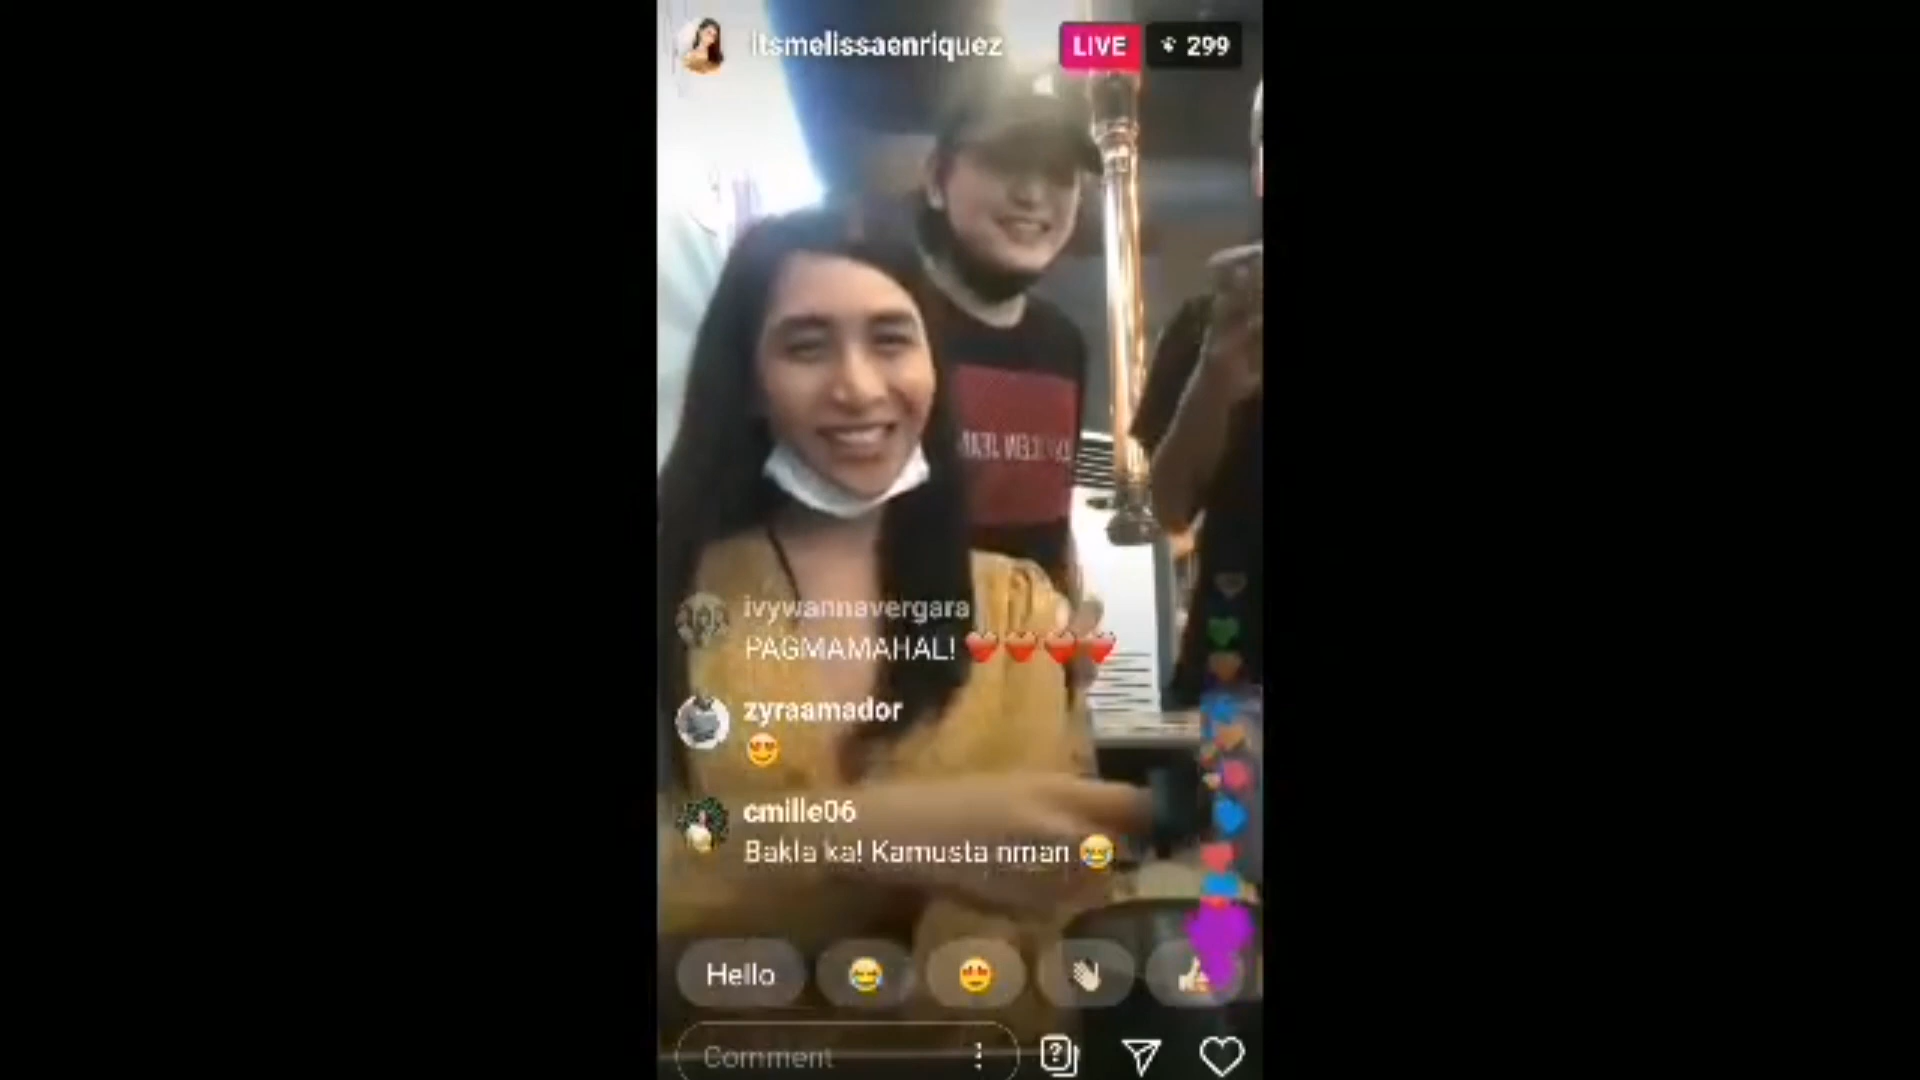 itsmelissaenriquez
LIVE
299
ivywannavergara
PAGMAMAHAL! ❤️❤️❤️❤️
zyraamador
😍
cmille06
Bakla ka! Kamusta nman 😂
Hello
Comment